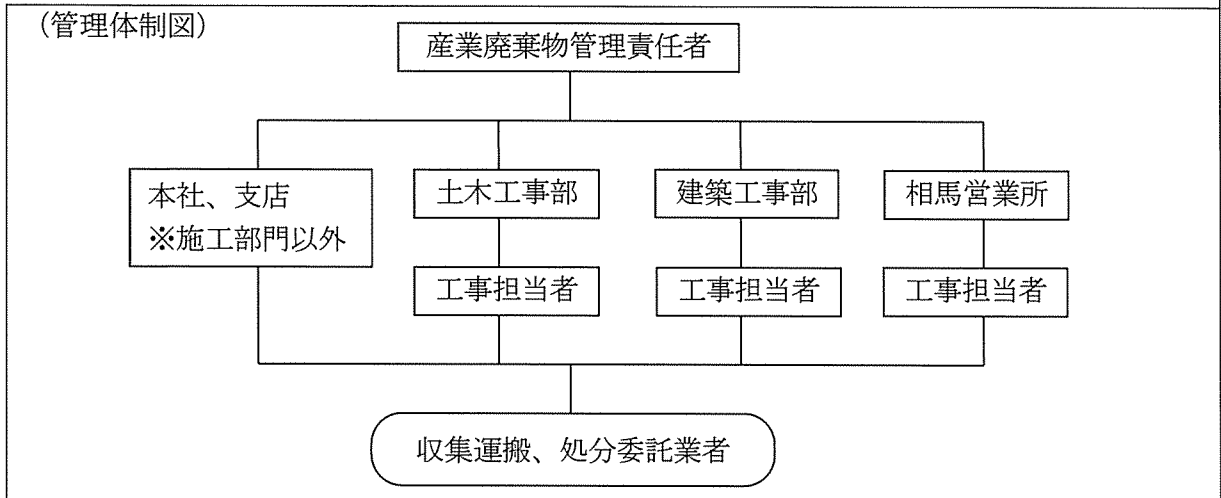 (管理体制図)
産業廃棄物管理責任者
本社、支店
※施工部門以外
土木工事部
建築工事部
相馬営業所
工事担当者
工事担当者
工事担当者
収集運搬、処分委託業者